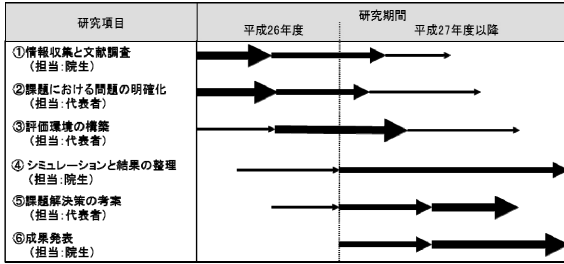 研究項目
研究期間
平成26年度
平成27年度以降
①情報収集と文献調査
(担当:院生)
②課題における問題の明確化
(担当:代表者)
③評価環境の構築
(担当:代表者)
④ シミュレーションと結果の整理
(担当:院生)
⑤課題解決策の考案
(担当:代表者)
⑥成果発表
(担当:院生)